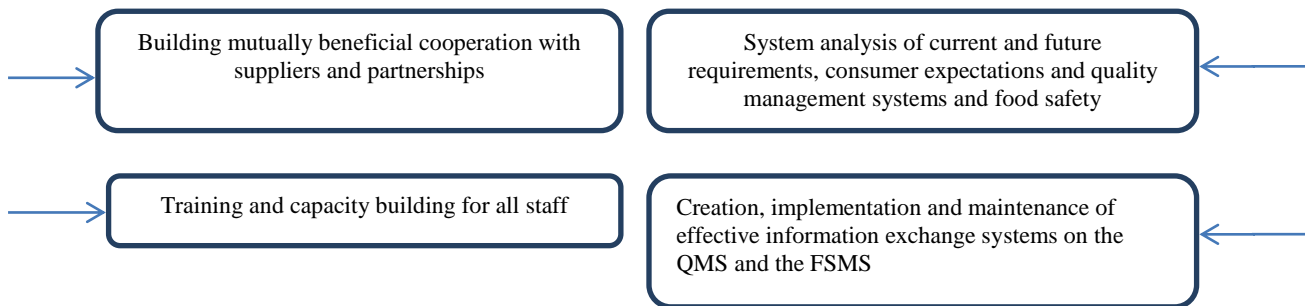 Building mutually beneficial cooperation with
suppliers and partnerships
System analysis of current and future
requirements, consumer expectations and quality
management systems and food safety
Training and capacity building for all staff
Creation, implementation and maintenance of
effective information exchange systems on the
QMS and the FSMS